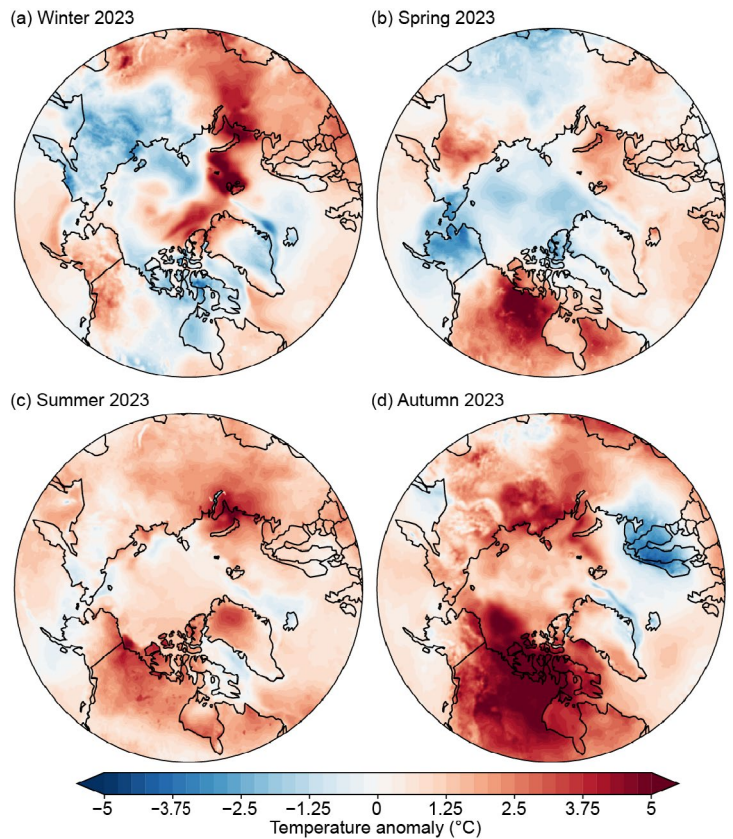 (a) Winter 2023
(b) Spring 2023
(c) Summer 2023
(d) Autumn 2023
−5 −3.75 −2.5 −1.25 0 1.25 2.5 3.75 5
Temperature anomaly (°C)